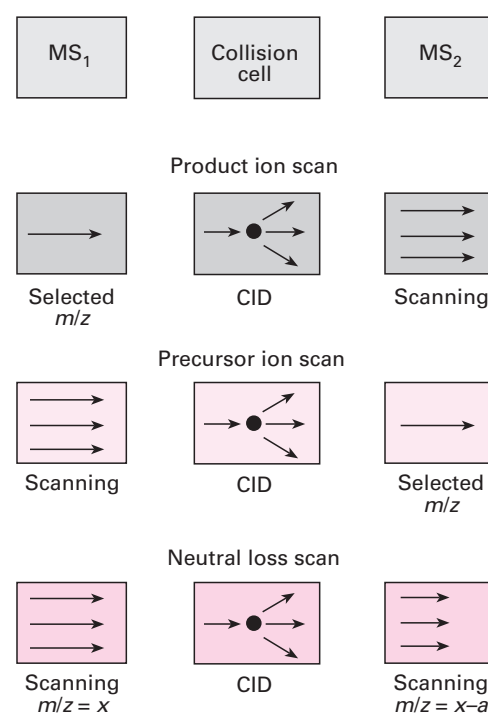 MS₁
Collision
cell
MS₂
Product ion scan
Selected
m/z
CID
Scanning
Precursor ion scan
Scanning
CID
Selected
m/z
Neutral loss scan
Scanning
m/z = x
CID
Scanning
m/z = x–a